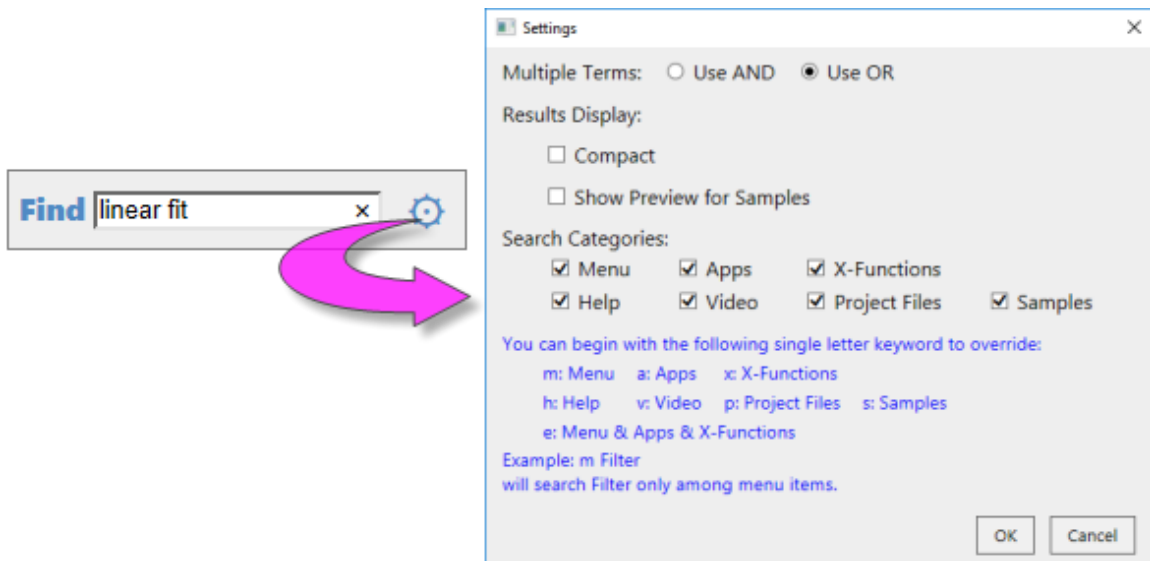 Find linear fit ×
Settings
Multiple Terms: Use AND Use OR
Results Display:
Compact
Show Preview for Samples
Search Categories:
Menu Apps X-Functions
Help Video Project Files Samples
You can begin with the following single letter keyword to override:
m: Menu a: Apps x: X-Functions
h: Help v: Video p: Project Files s: Samples
e: Menu & Apps & X-Functions
Example: m Filter
will search Filter only among menu items.
OK Cancel